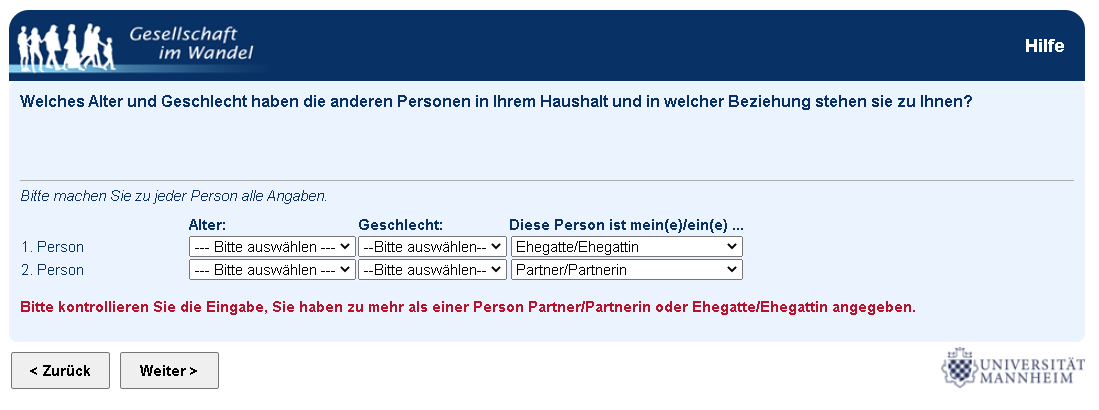 Gesellschaft
im Wandel
Hilfe
Welches Alter und Geschlecht haben die anderen Personen in Ihrem Haushalt und in welcher Beziehung stehen sie zu Ihnen?
Bitte machen Sie zu jeder Person alle Angaben.
Alter: Geschlecht: Diese Person ist mein(e)/ein(e) ...
1. Person --- Bitte auswählen --- --Bitte auswählen-- Ehegatte/Ehegattin
2. Person --- Bitte auswählen --- --Bitte auswählen-- Partner/Partnerin
Bitte kontrollieren Sie die Eingabe, Sie haben zu mehr als einer Person Partner/Partnerin oder Ehegatte/Ehegattin angegeben.
< Zurück Weiter >
UNIVERSITÄT
MANNHEIM